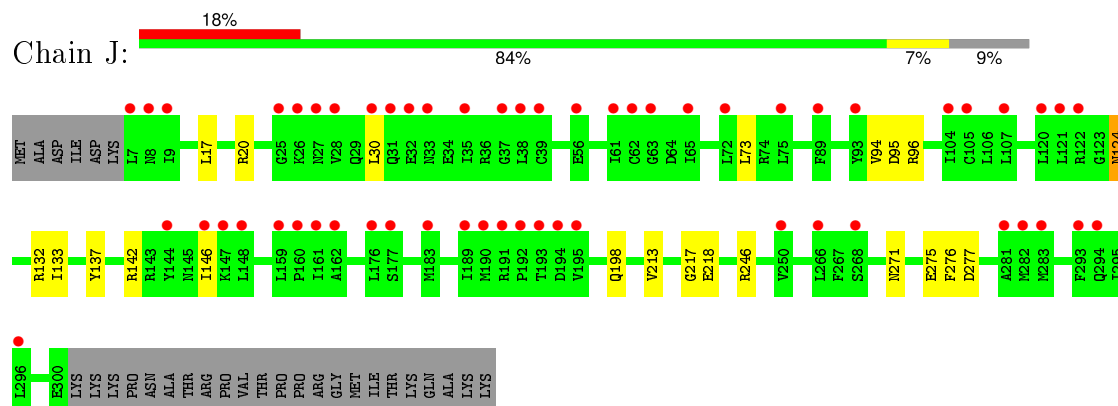 18%
Chain J:
84% 7% 9%
MET ALA ASP ILE ASP LYS L7 N8 I9 L17 R20 G25 K26 N27 V28 Q29 L30 Q31 E32 N33 E34 I35 R36 G37 L38 C39 E56 I61 C62 G63 D64 I65 L72 L73 R74 L75 F89 Y93 V94 D95 R96 I104 C105 L106 L107 L120 L121 R122 G123 N124
R132 I133 Y137 R142 R143 Y144 N145 I146 K147 L148 L159 P160 I161 A162 L176 S177 M183 I189 M190 R191 P192 T193 D194 V195 Q198 V213 G217 E218 R246 V250 L266 F267 S268 N271 E275 F276 D277 A281 M282 M283 F293 Q294 I295
L296 E300 LYS LYS LYS PRO ASN ALA THR ARG PRO VAL THR PRO PRO ARG GLY MET ILE THR LYS GLN ALA LYS LYS